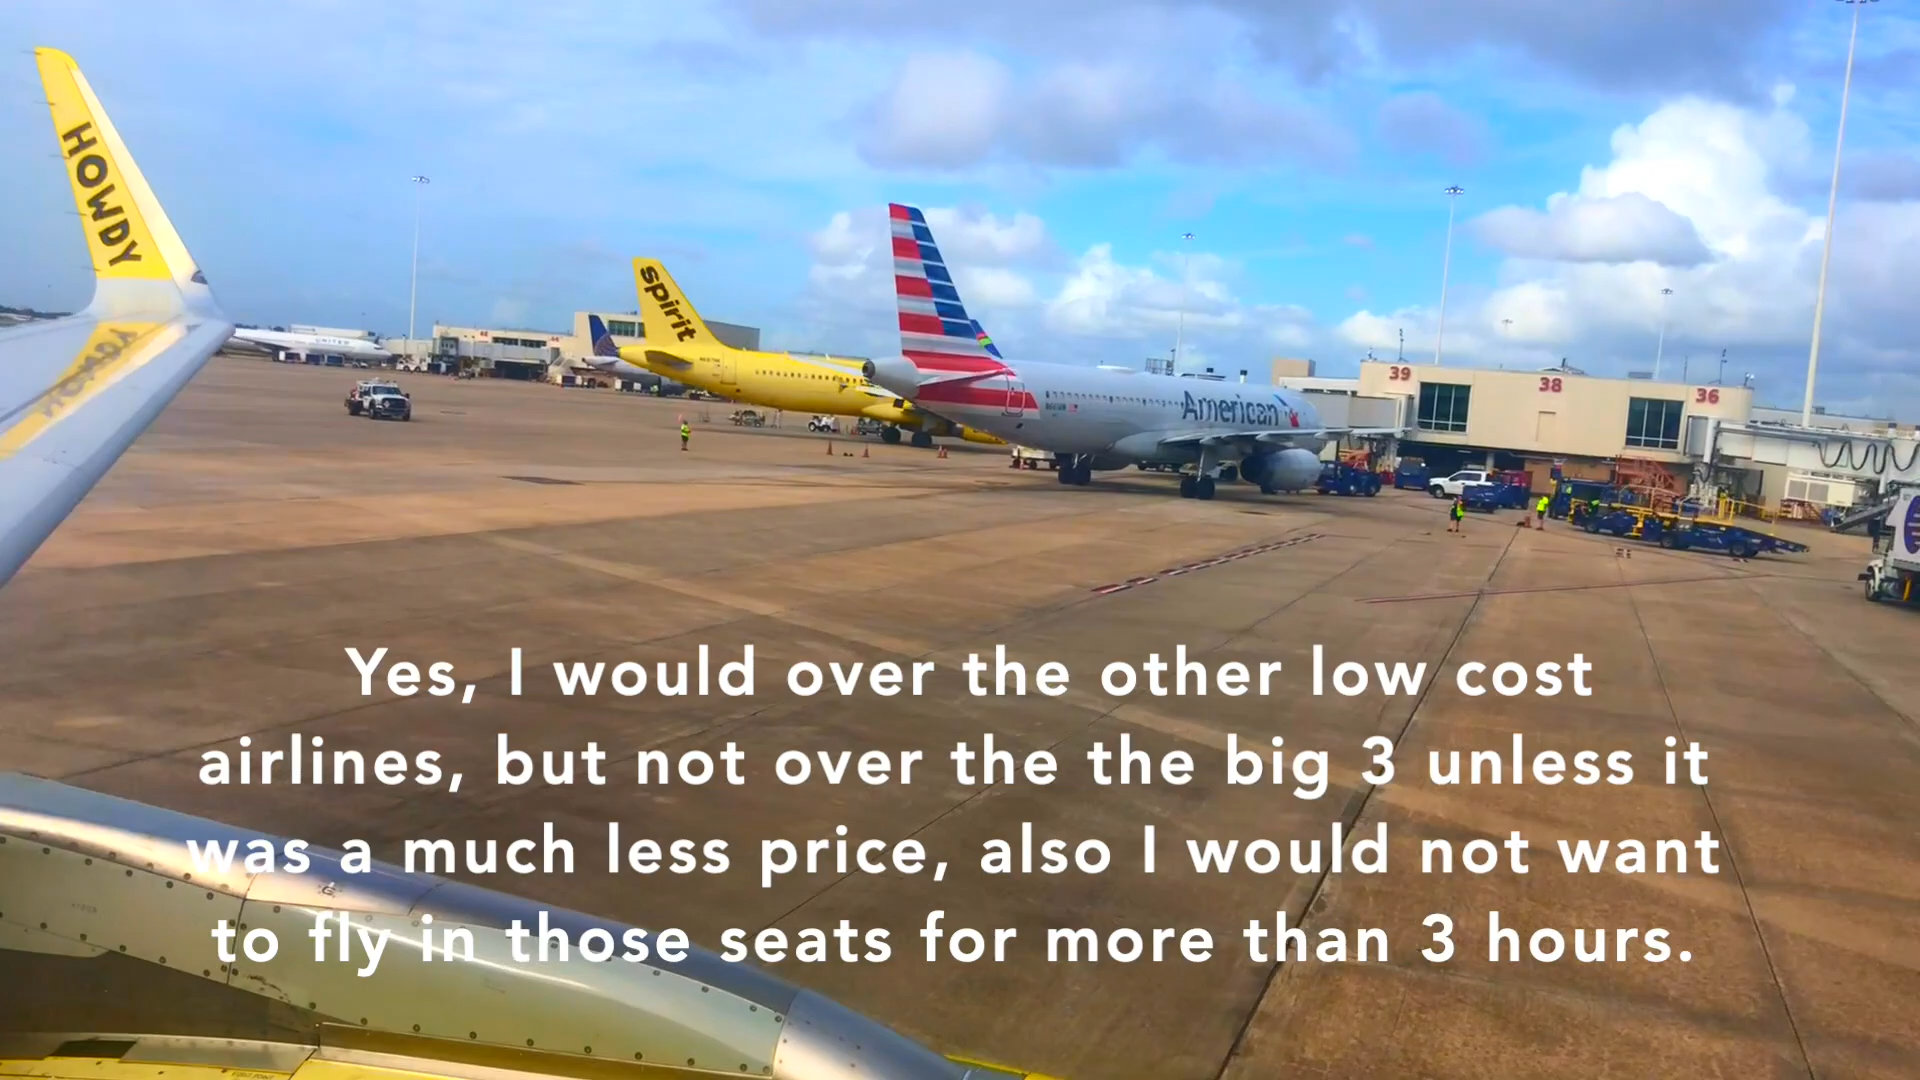 HOWDY
spirit
UNITED
American
39
38
36
Yes, I would over the other low cost
airlines, but not over the the big 3 unless it
was a much less price, also I would not want
to fly in those seats for more than 3 hours.